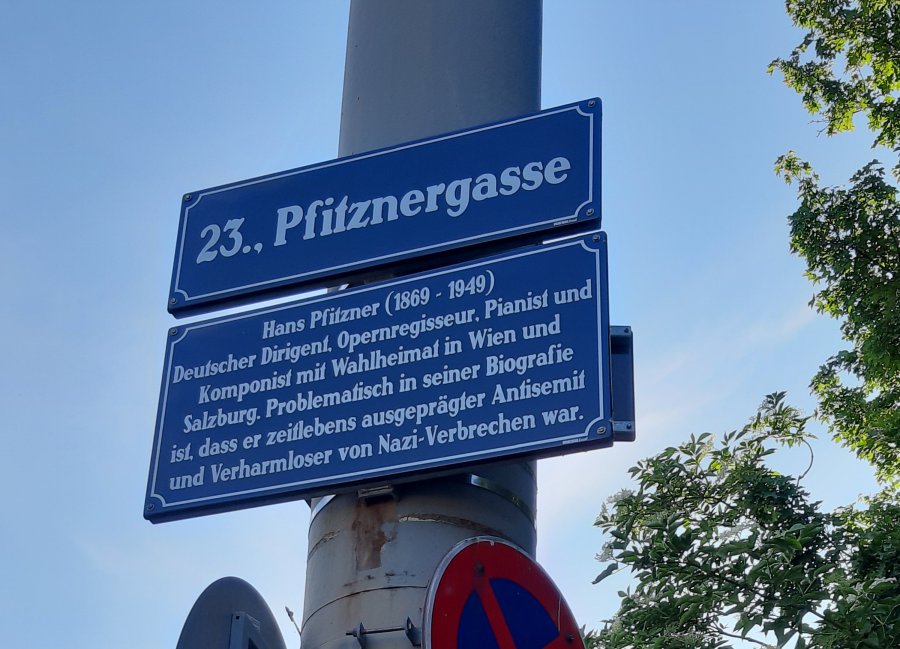 23., Pfitznergasse
Hans Pfitzner (1869 - 1949)
Deutscher Dirigent, Opernregisseur, Pianist und
Komponist mit Wahlheimat in Wien und
Salzburg. Problematisch in seiner Biografie
ist, dass er zeitlebens ausgeprägter Antisemit
und Verharmloser von Nazi-Verbrechen war.